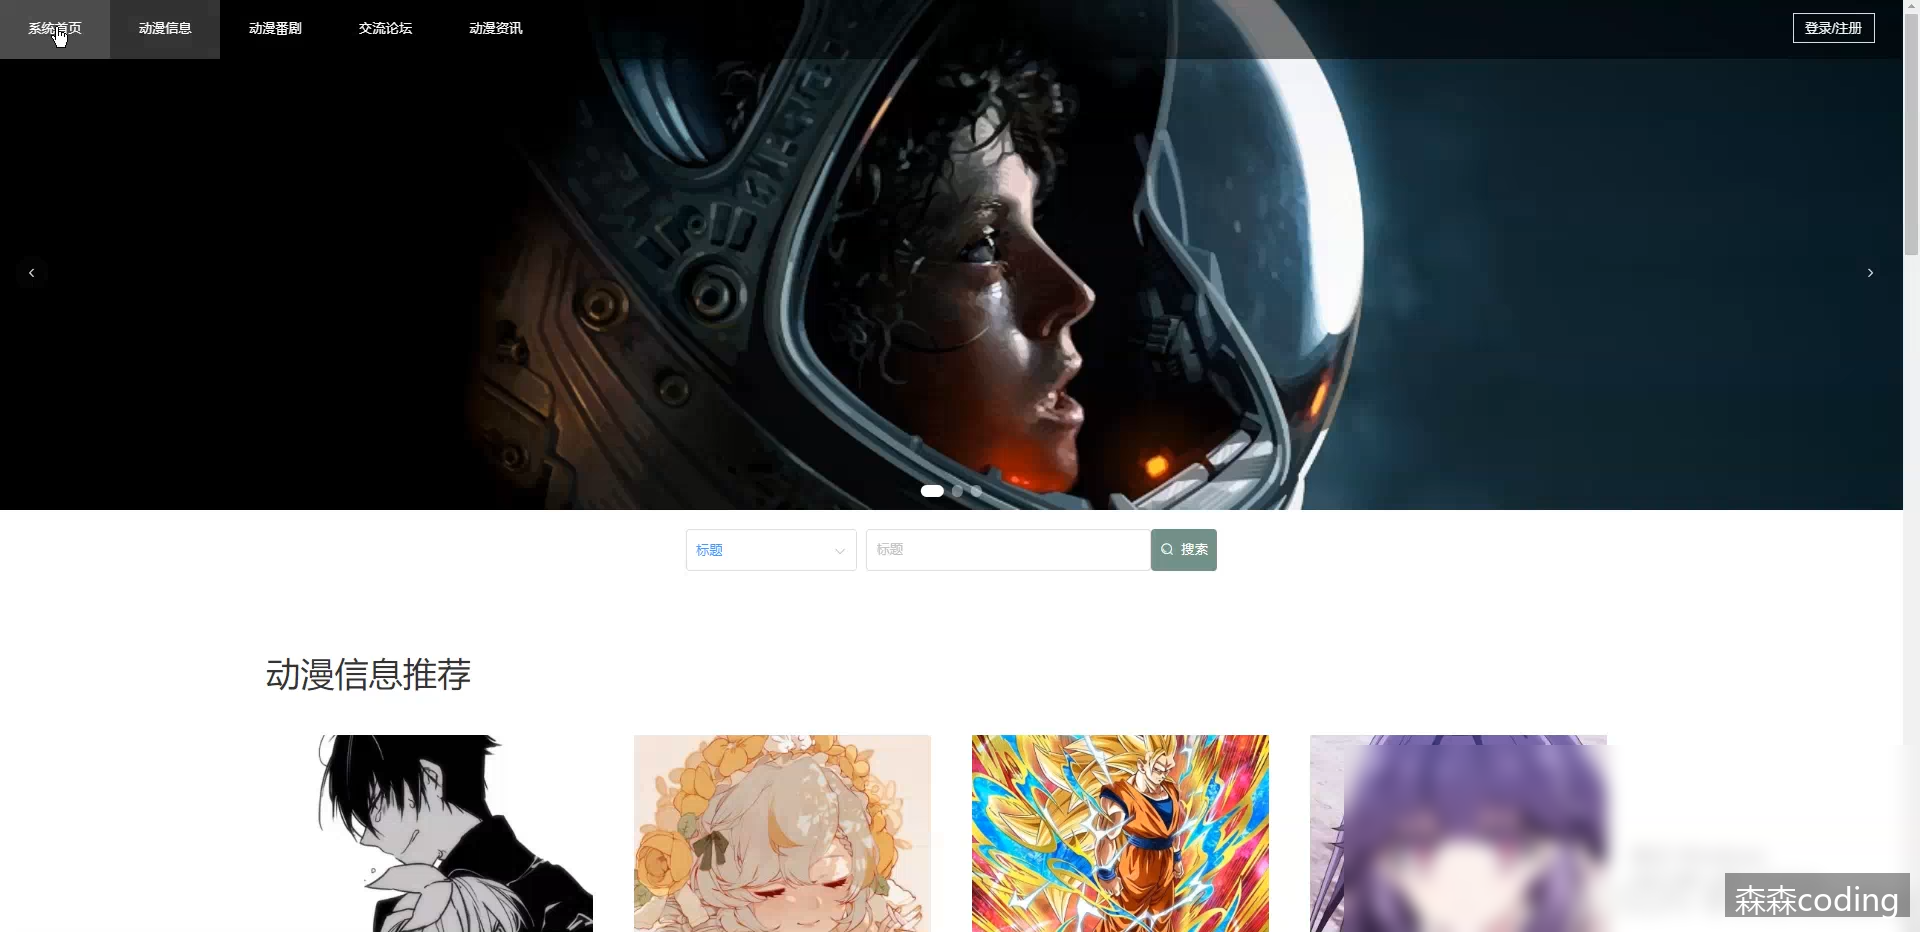 系统首页
动漫信息
动漫番剧
交流论坛
动漫资讯
登录/注册
标题
标题
搜索
动漫信息推荐
森森coding